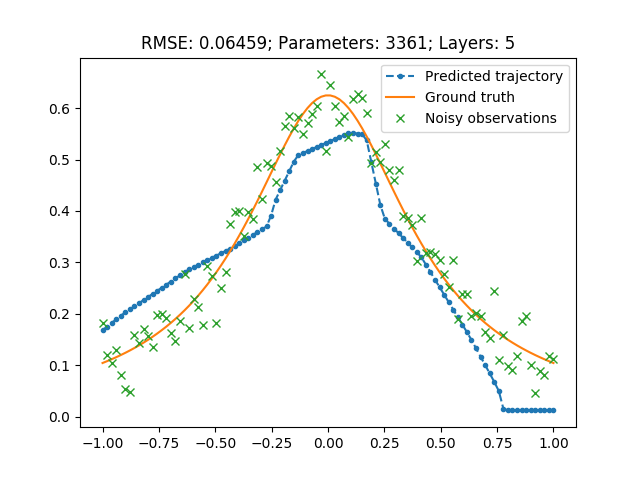 RMSE: 0.06459; Parameters: 3361; Layers: 5
Predicted trajectory
Ground truth
Noisy observations
0.6
0.5
0.4
0.3
0.2
0.1
0.0
−1.00 −0.75 −0.50 −0.25 0.00 0.25 0.50 0.75 1.00